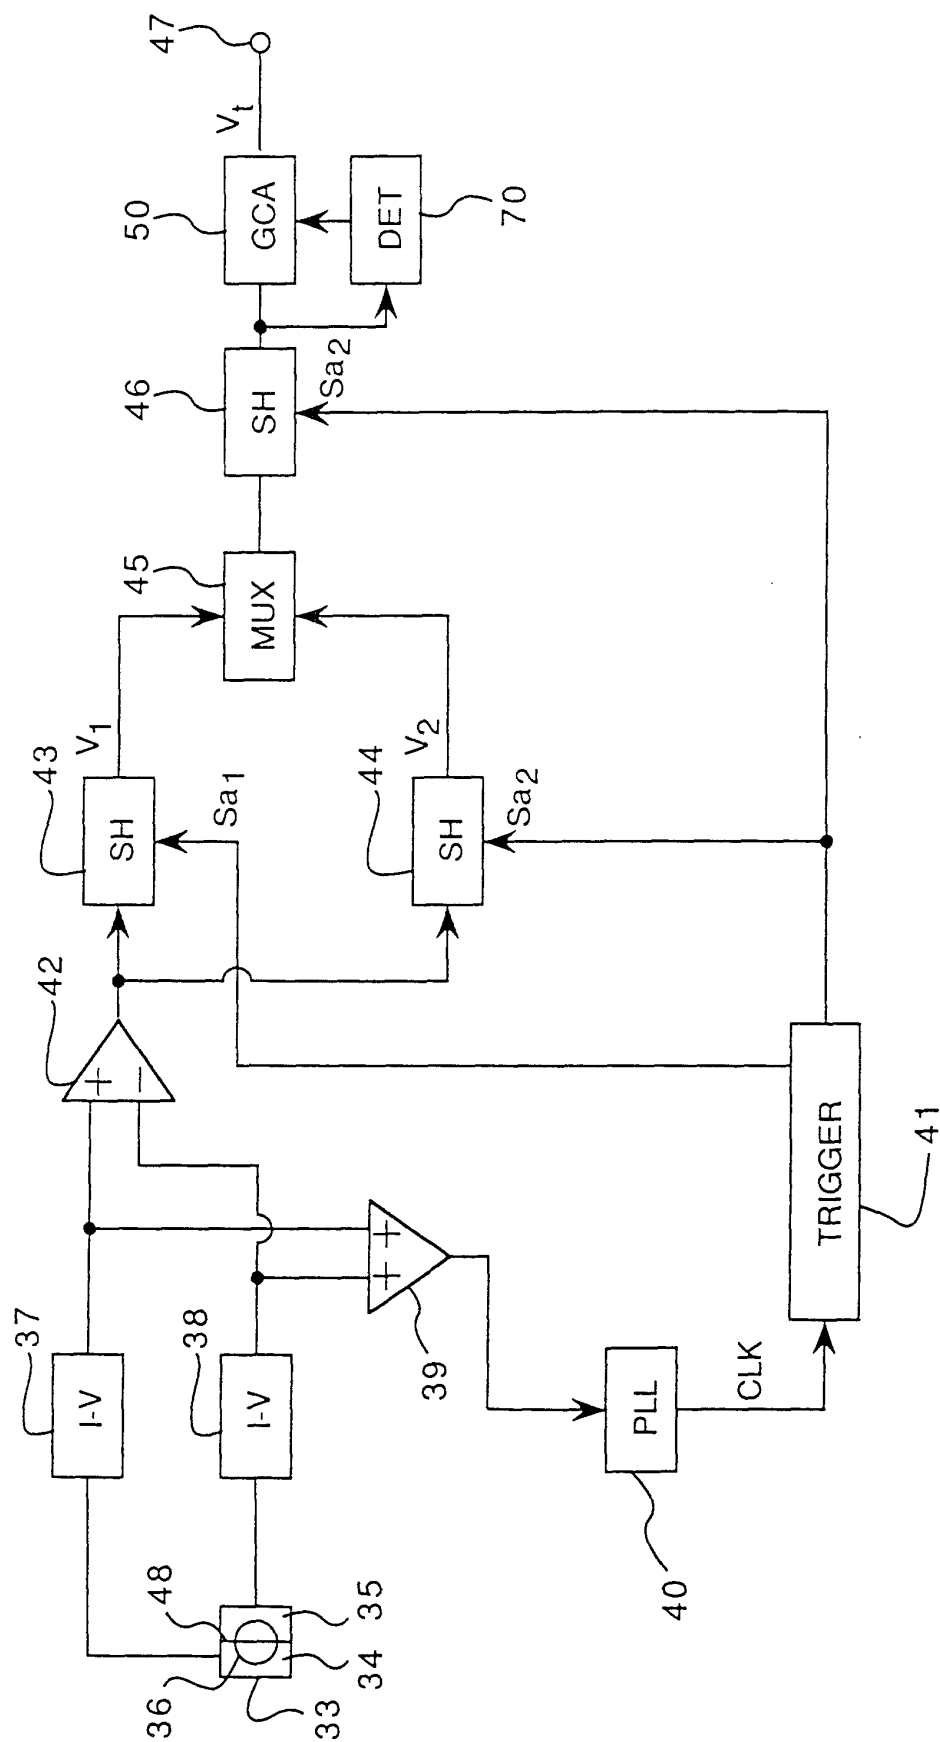 37
I-V
42
+
−
43
SH
V1
Sa1
38
I-V
44
SH
V2
Sa2
45
MUX
46
SH
Sa2
50
GCA
Vt
47
DET
70
48
36
33
34
35
39
+
+
40
PLL
CLK
TRIGGER
41